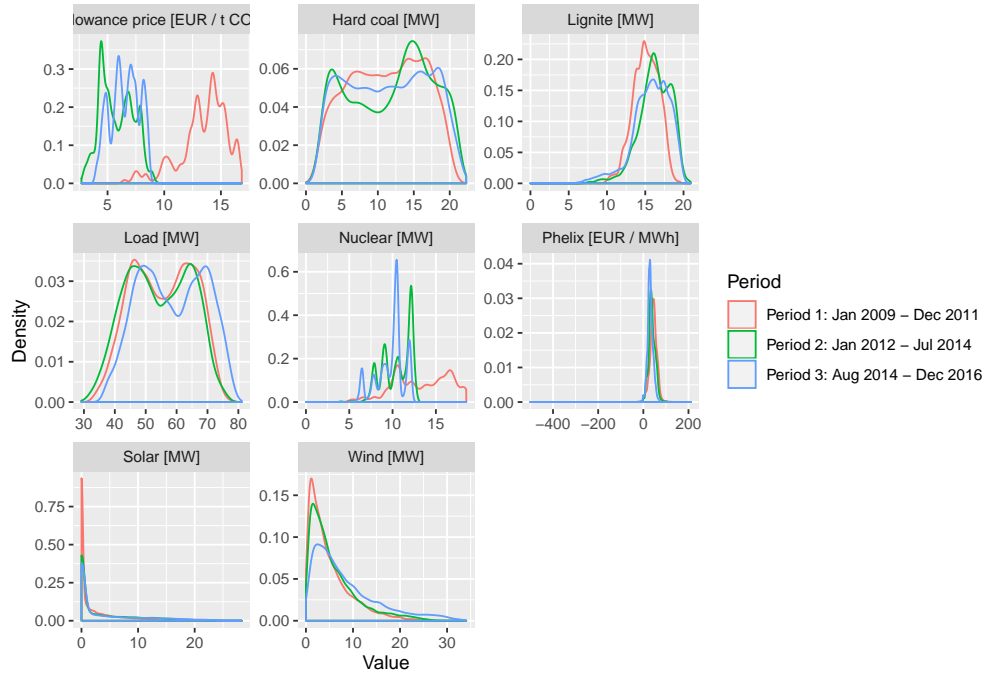 lowance price [EUR / t CO
Hard coal [MW]
Lignite [MW]
0.3
0.2
0.1
0.0
5 10 15
0.06
0.04
0.02
0.00
0 5 10 15 20
0.20
0.15
0.10
0.05
0.00
0 5 10 15 20
Load [MW]
Nuclear [MW]
Phelix [EUR / MWh]
0.03
0.02
0.01
0.00
30 40 50 60 70 80
0.6
0.4
0.2
0.0
0 5 10 15
0.04
0.03
0.02
0.01
0.00
−400 −200 0 200
Solar [MW]
Wind [MW]
0.75
0.50
0.25
0.00
0 10 20
0.15
0.10
0.05
0.00
0 10 20 30
Density
Value
Period
Period 1: Jan 2009 − Dec 2011
Period 2: Jan 2012 − Jul 2014
Period 3: Aug 2014 − Dec 2016